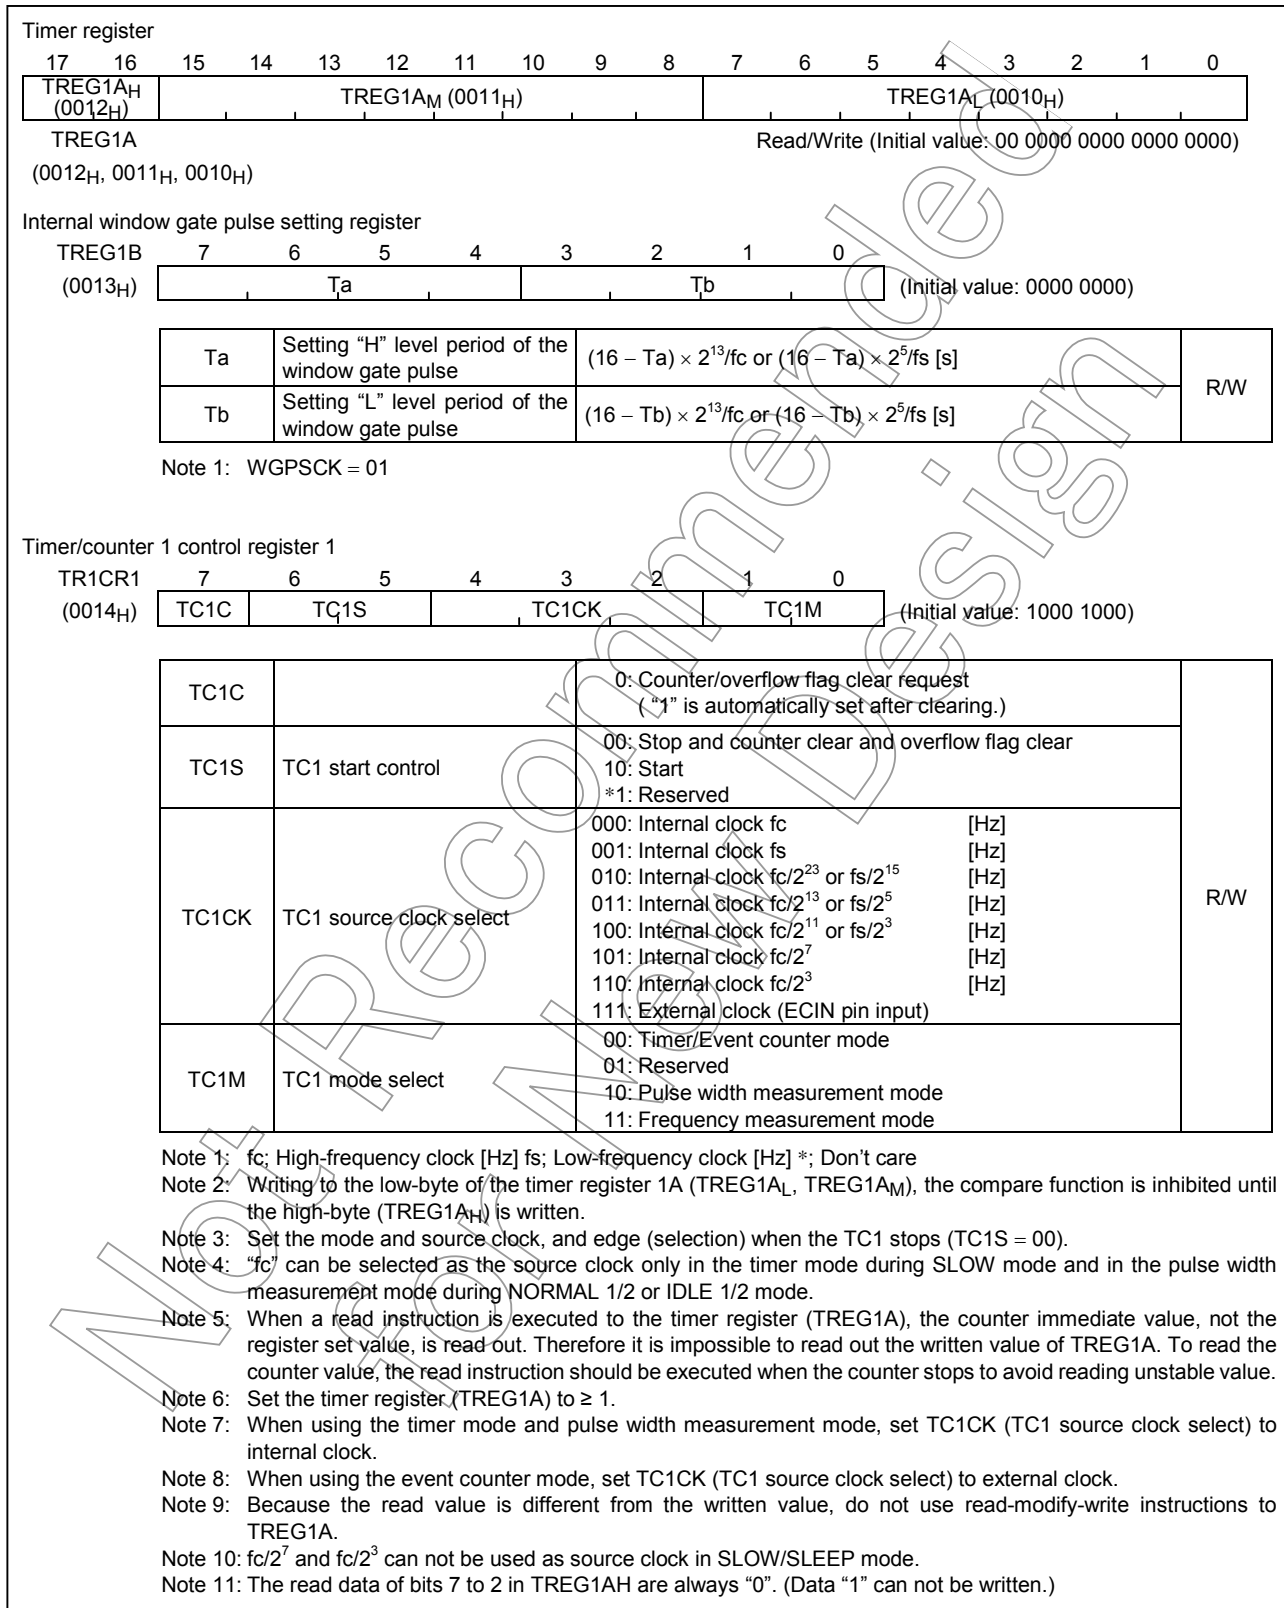 Timer register
17 16 15 14 13 12 11 10 9 8 7 6 5 4 3 2 1 0
TREG1AH (0012H) TREG1AM (0011H) TREG1AL (0010H)
TREG1A Read/Write (Initial value: 00 0000 0000 0000 0000)
(0012H, 0011H, 0010H)
Internal window gate pulse setting register
TREG1B 7 6 5 4 3 2 1 0
(0013H) Ta Tb (Initial value: 0000 0000)
Ta Setting “H” level period of the window gate pulse (16 − Ta) × 2^13/fc or (16 − Ta) × 2^5/fs [s] R/W
Tb Setting “L” level period of the window gate pulse (16 − Tb) × 2^13/fc or (16 − Tb) × 2^5/fs [s]
Note 1: WGPSCK = 01
Timer/counter 1 control register 1
TR1CR1 7 6 5 4 3 2 1 0
(0014H) TC1C TC1S TC1CK TC1M (Initial value: 1000 1000)
TC1C 0: Counter/overflow flag clear request
( “1” is automatically set after clearing.)
00: Stop and counter clear and overflow flag clear
TC1S TC1 start control 10: Start
*1: Reserved
000: Internal clock fc [Hz]
001: Internal clock fs [Hz]
010: Internal clock fc/2^23 or fs/2^15 [Hz]
011: Internal clock fc/2^13 or fs/2^5 [Hz]
TC1CK TC1 source clock select R/W
100: Internal clock fc/2^11 or fs/2^3 [Hz]
101: Internal clock fc/2^7 [Hz]
110: Internal clock fc/2^3 [Hz]
111: External clock (ECIN pin input)
00: Timer/Event counter mode
01: Reserved
TC1M TC1 mode select
10: Pulse width measurement mode
11: Frequency measurement mode
Note 1: fc; High-frequency clock [Hz] fs; Low-frequency clock [Hz] *; Don’t care
Note 2: Writing to the low-byte of the timer register 1A (TREG1AL, TREG1AM), the compare function is inhibited until
the high-byte (TREG1AH) is written.
Note 3: Set the mode and source clock, and edge (selection) when the TC1 stops (TC1S = 00).
Note 4: “fc” can be selected as the source clock only in the timer mode during SLOW mode and in the pulse width
measurement mode during NORMAL 1/2 or IDLE 1/2 mode.
Note 5: When a read instruction is executed to the timer register (TREG1A), the counter immediate value, not the
register set value, is read out. Therefore it is impossible to read out the written value of TREG1A. To read the
counter value, the read instruction should be executed when the counter stops to avoid reading unstable value.
Note 6: Set the timer register (TREG1A) to ≥ 1.
Note 7: When using the timer mode and pulse width measurement mode, set TC1CK (TC1 source clock select) to
internal clock.
Note 8: When using the event counter mode, set TC1CK (TC1 source clock select) to external clock.
Note 9: Because the read value is different from the written value, do not use read-modify-write instructions to
TREG1A.
Note 10: fc/2^7 and fc/2^3 can not be used as source clock in SLOW/SLEEP mode.
Note 11: The read data of bits 7 to 2 in TREG1AH are always “0”. (Data “1” can not be written.)
Not Recommended
for New Design